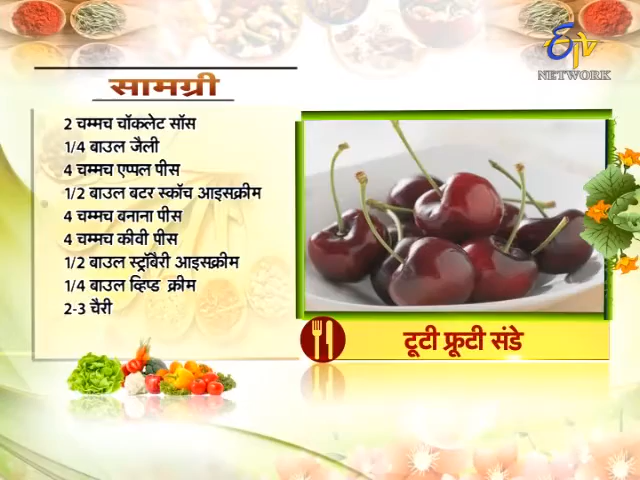 ETV
NETWORK
सामग्री
2 चम्मच चॉकलेट सॉस
1/4 बाउल जैली
4 चम्मच एप्पल पीस
1/2 बाउल बटर स्कॉच आइसक्रीम
4 चम्मच बनाना पीस
4 चम्मच कीवी पीस
1/2 बाउल स्ट्रॉबैरी आइसक्रीम
1/4 बाउल व्हिप्ड क्रीम
2-3 चैरी
टूटी फ्रूटी संडे